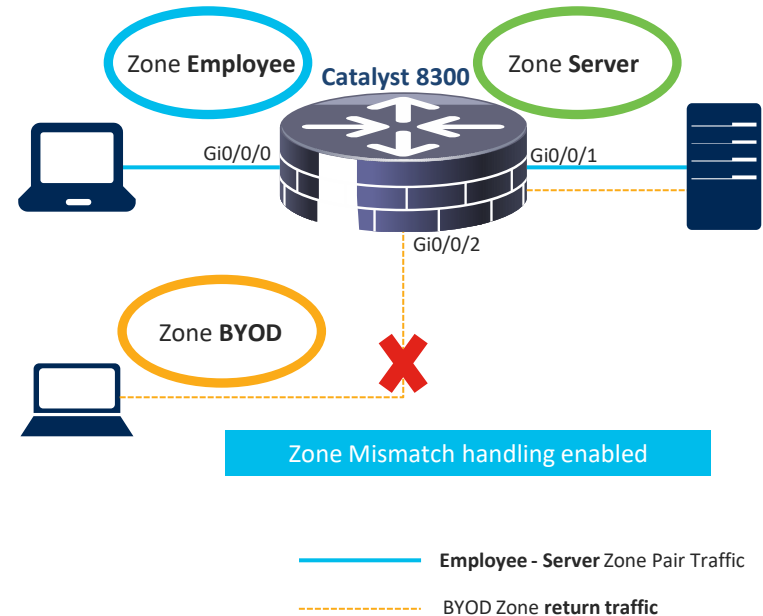 Zone Employee
Catalyst 8300
Zone Server
Gi0/0/0
Gi0/0/1
Gi0/0/2
Zone BYOD
Zone Mismatch handling enabled
Employee - Server Zone Pair Traffic
BYOD Zone return traffic